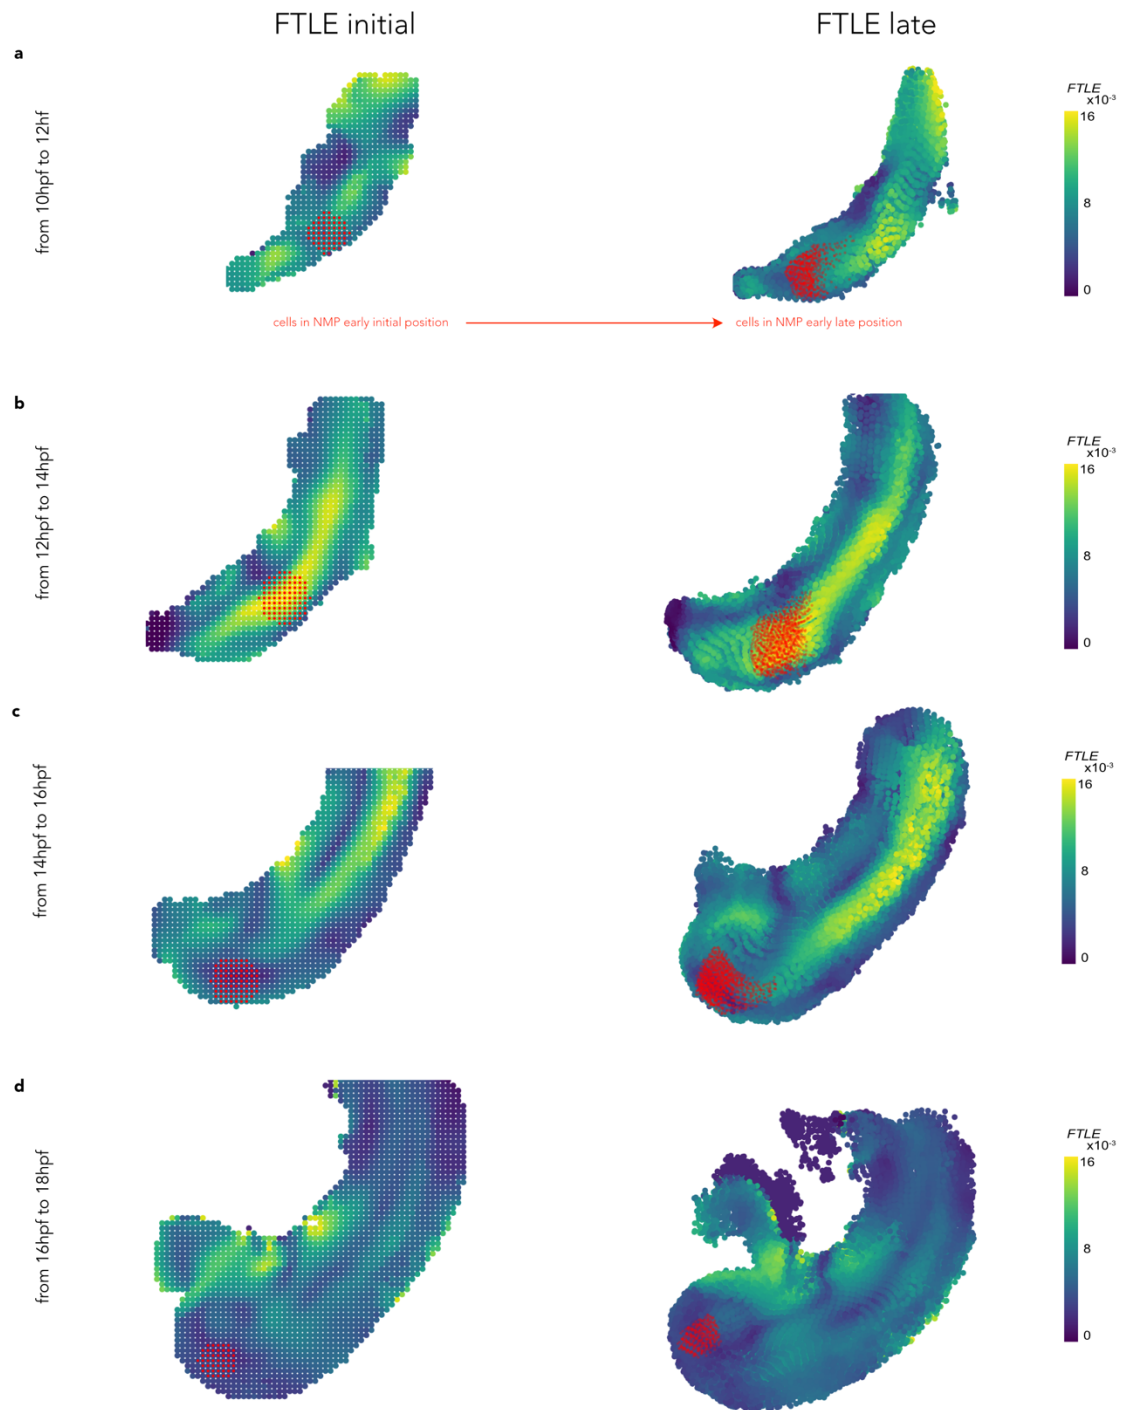 FTLE initial
FTLE late
a
from 10hpf to 12hf
FTLE
x10-3
16
8
0
cells in NMP early initial position
cells in NMP early late position
b
from 12hpf to 14hpf
FTLE
x10-3
16
8
0
c
from 14hpf to 16hpf
FTLE
x10-3
16
8
0
d
from 16hpf to 18hpf
FTLE
x10-3
16
8
0